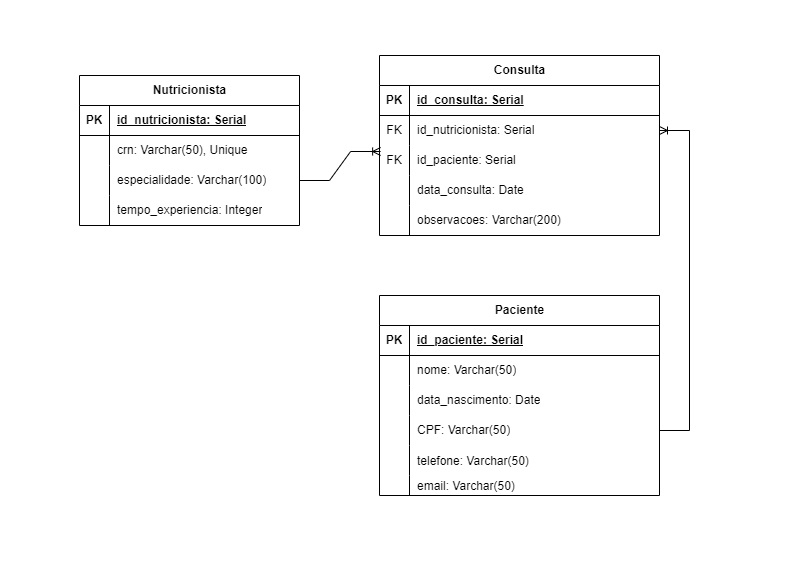 Nutricionista
PK id_nutricionista: Serial
crn: Varchar(50), Unique
especialidade: Varchar(100)
tempo_experiencia: Integer
Consulta
PK id_consulta: Serial
FK id_nutricionista: Serial
FK id_paciente: Serial
data_consulta: Date
observacoes: Varchar(200)
Paciente
PK id_paciente: Serial
nome: Varchar(50)
data_nascimento: Date
CPF: Varchar(50)
telefone: Varchar(50)
email: Varchar(50)